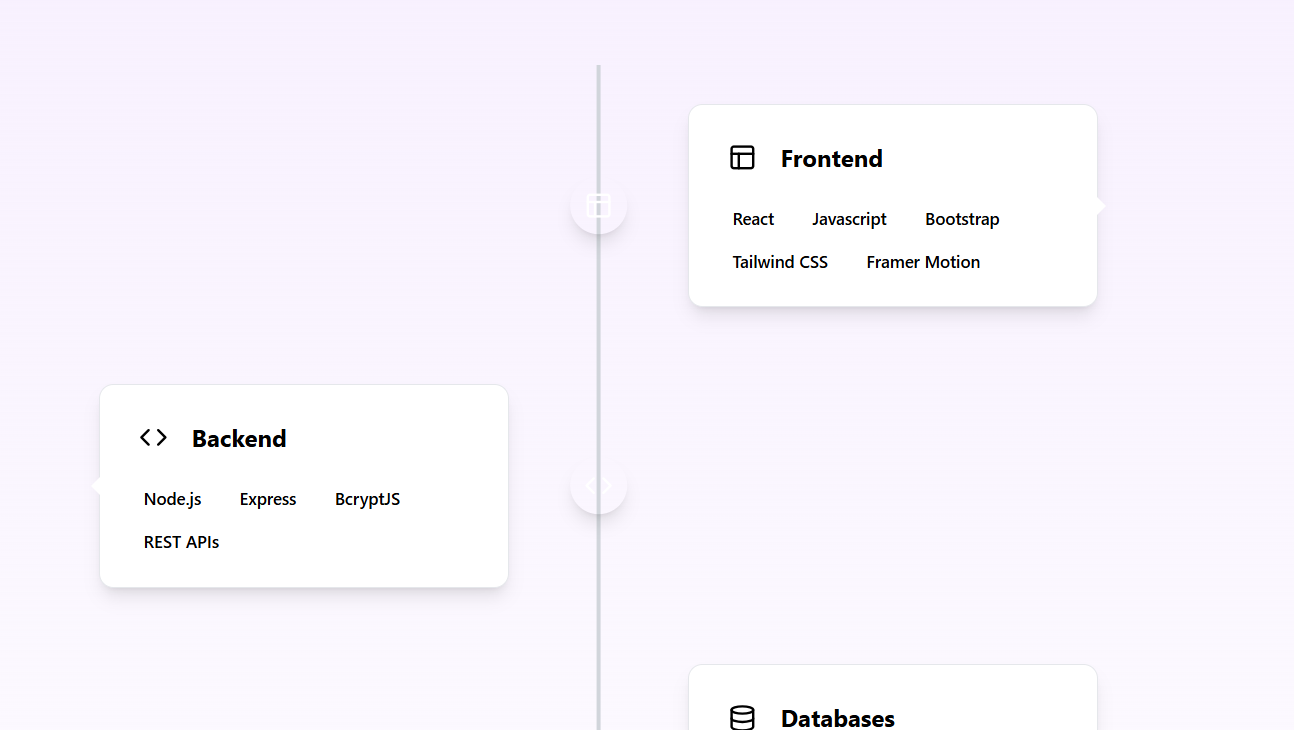 Frontend
React Javascript Bootstrap
Tailwind CSS Framer Motion
Backend
Node.js Express BcryptJS
REST APIs
Databases